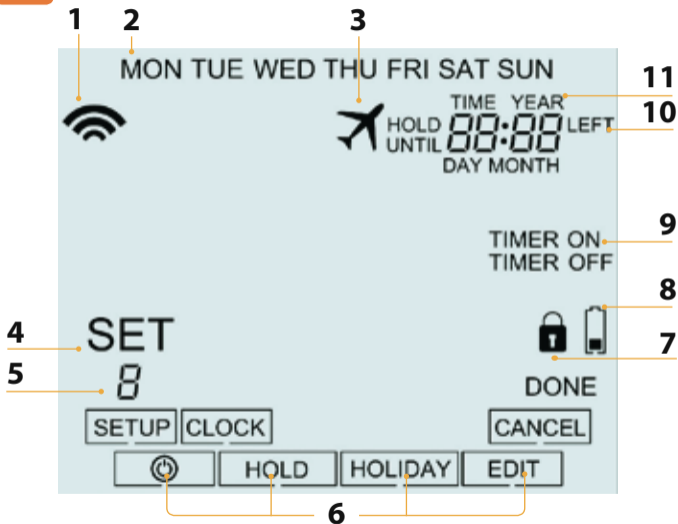 1 2 3
MON TUE WED THU FRI SAT SUN
11
TIME YEAR
10
HOLD 88:88 LEFT
UNTIL
DAY MONTH
9
TIMER ON
TIMER OFF
8
4 SET
7
5 8 DONE
SETUP CLOCK CANCEL
HOLD HOLIDAY EDIT
6